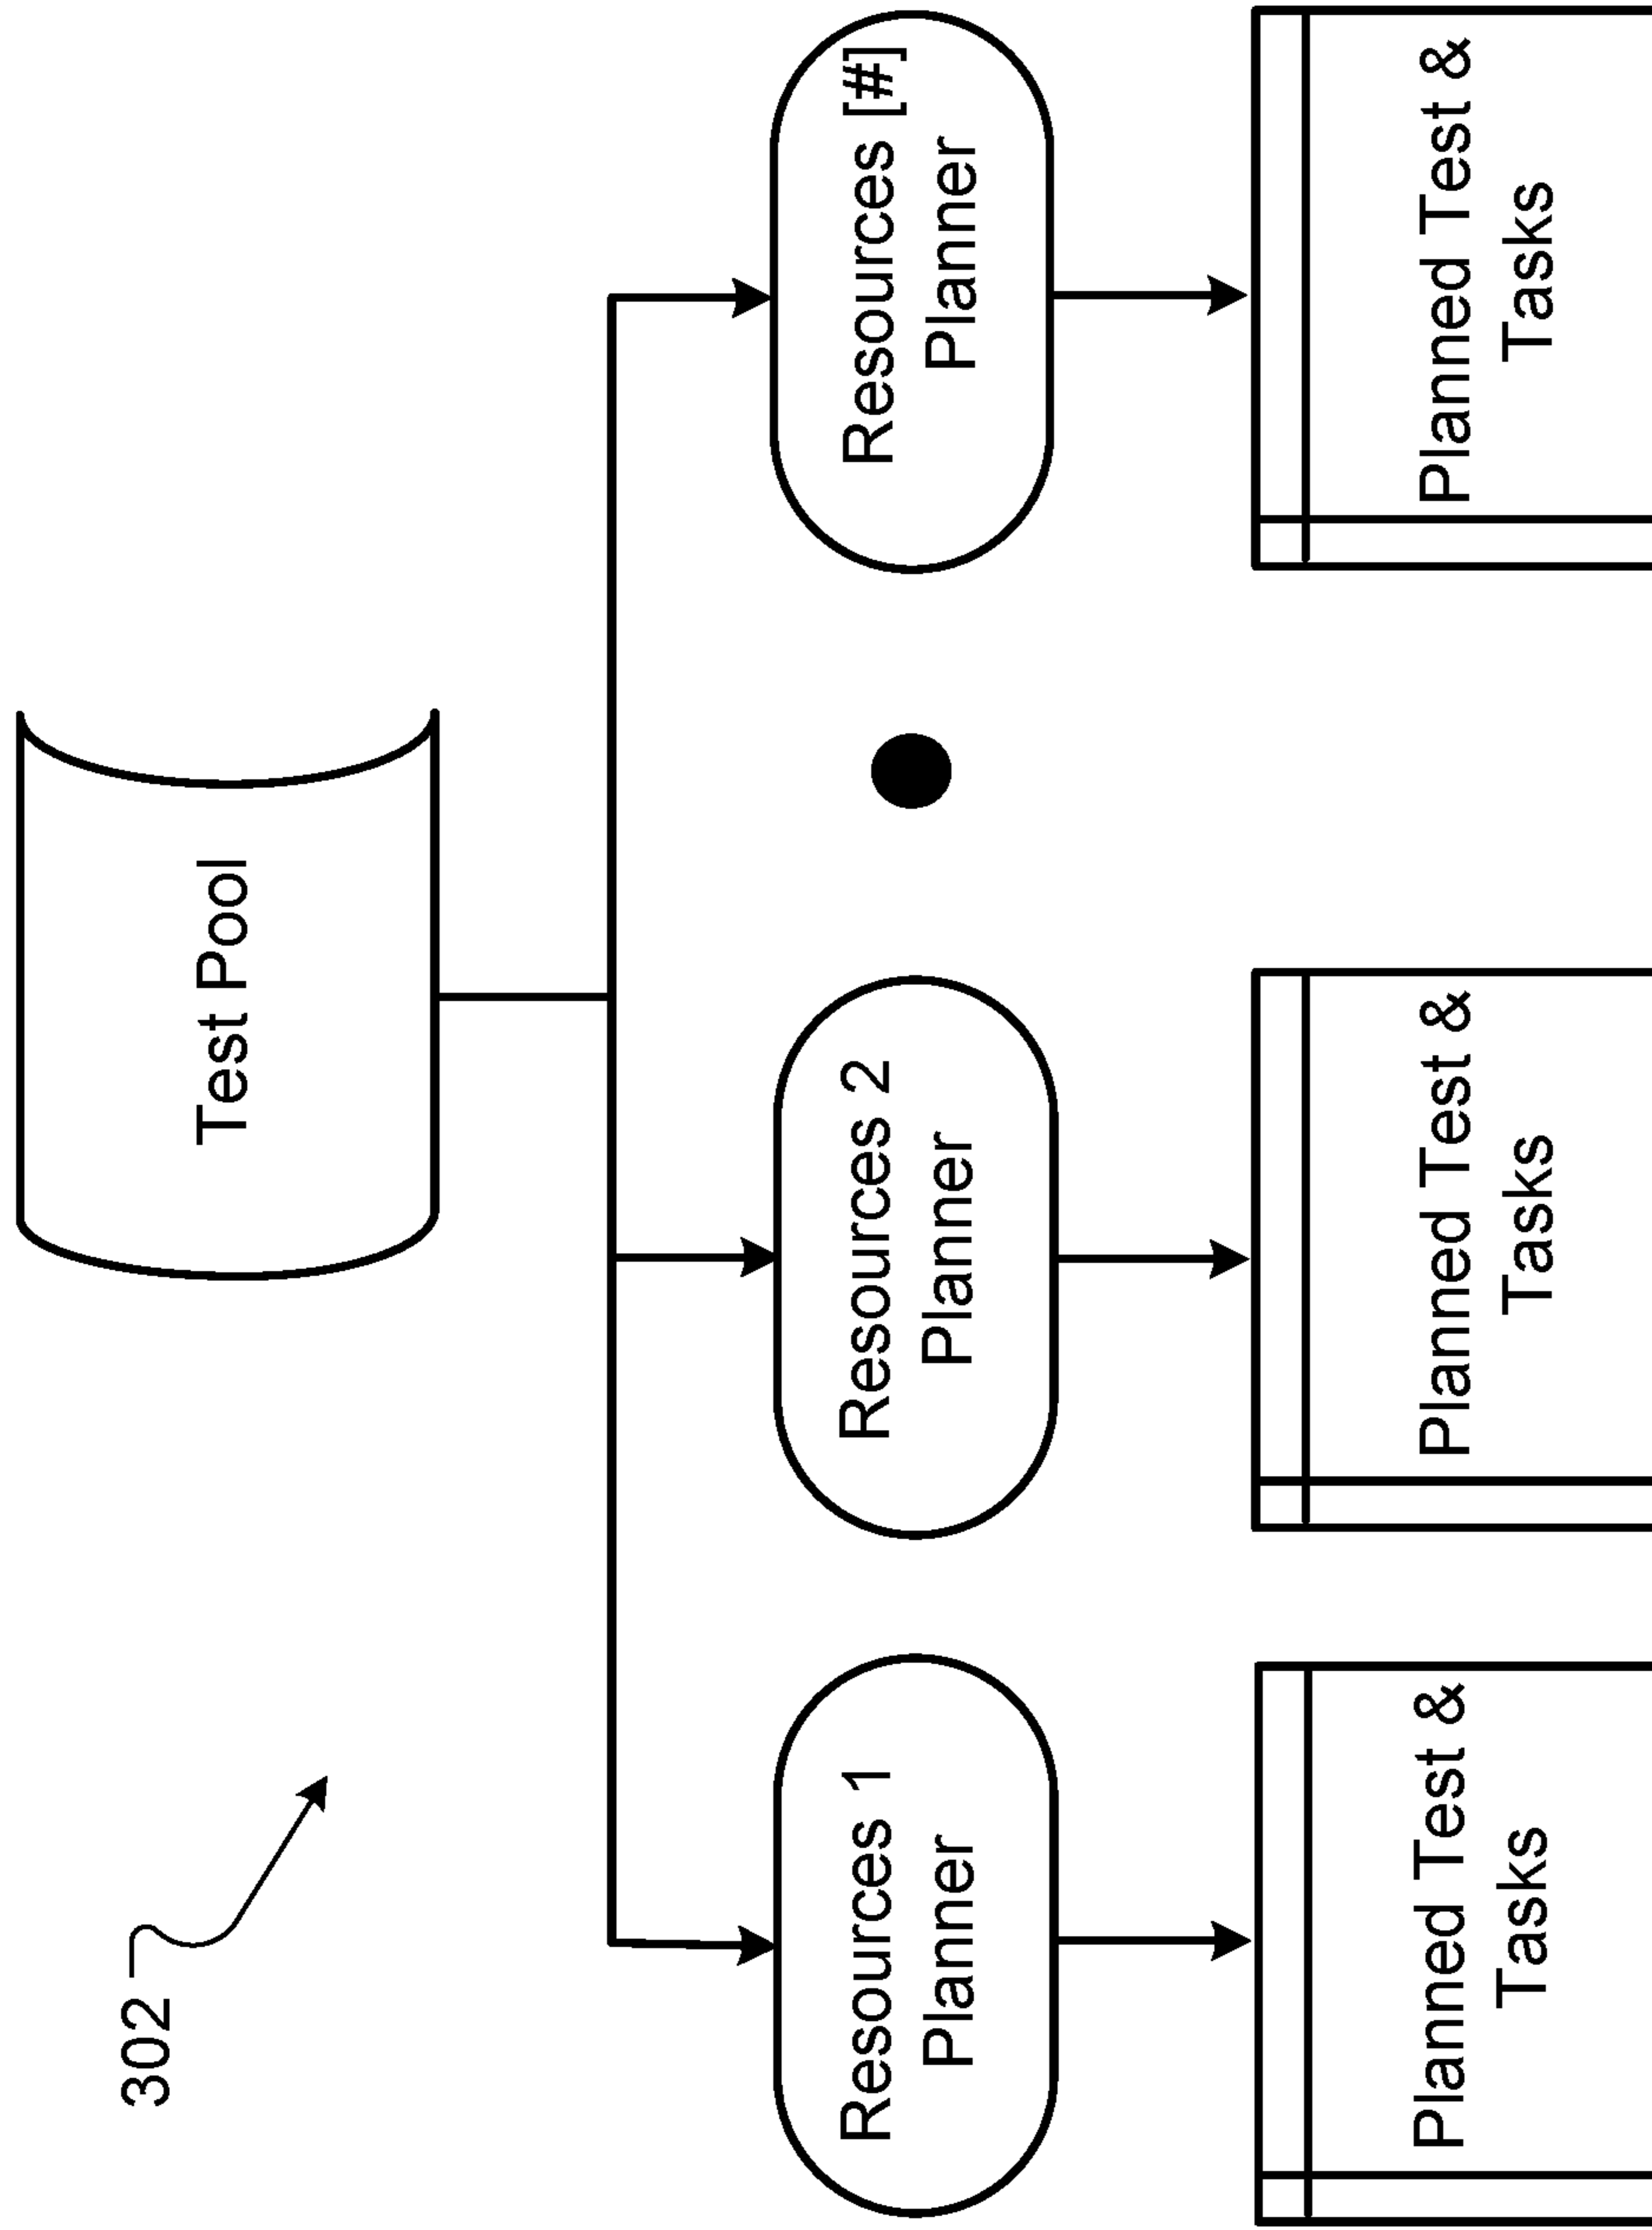 302
Test Pool
Resources 1
Planner
Resources 2
Planner
Resources [#]
Planner
Planned Test &
Tasks
Planned Test &
Tasks
Planned Test &
Tasks